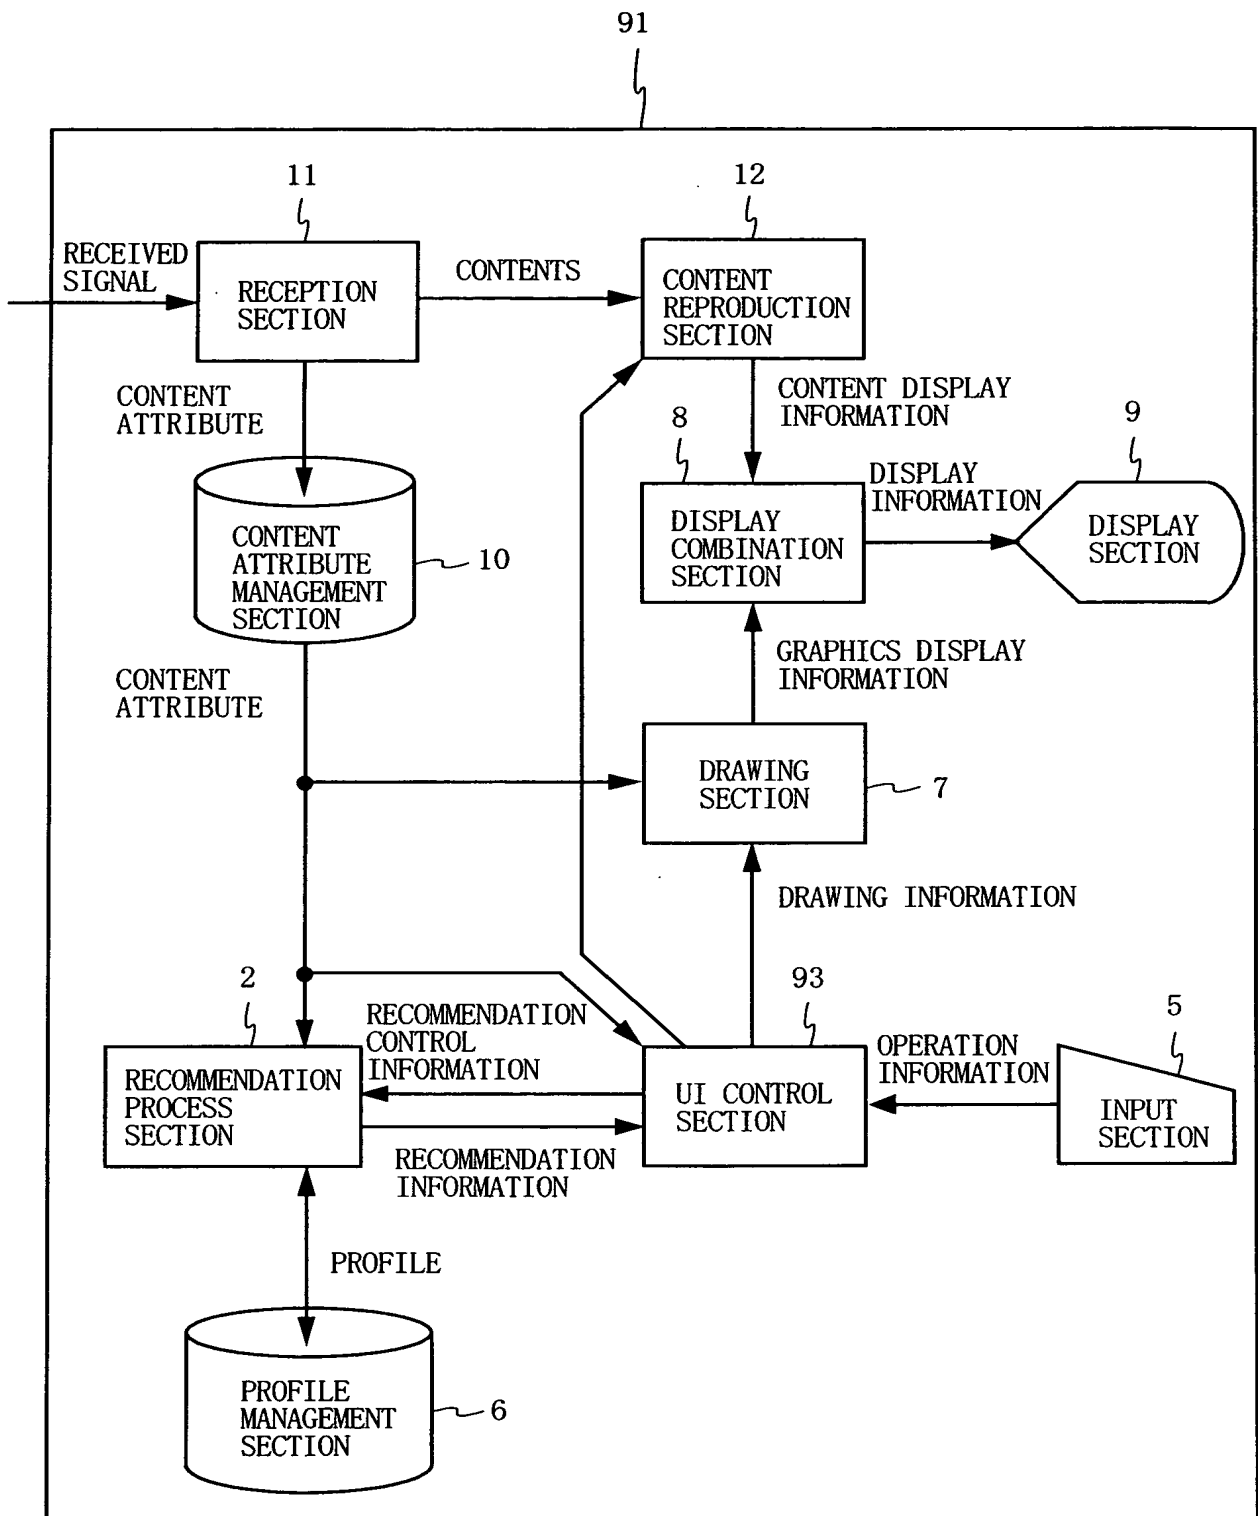 91
11
12
RECEIVED
SIGNAL
RECEPTION
SECTION
CONTENTS
CONTENT
REPRODUCTION
SECTION
CONTENT
ATTRIBUTE
CONTENT DISPLAY
INFORMATION
8
9
DISPLAY
INFORMATION
CONTENT
ATTRIBUTE
MANAGEMENT
SECTION
10
DISPLAY
COMBINATION
SECTION
DISPLAY
SECTION
CONTENT
ATTRIBUTE
GRAPHICS DISPLAY
INFORMATION
DRAWING
SECTION
7
DRAWING INFORMATION
2
93
5
RECOMMENDATION
CONTROL
INFORMATION
OPERATION
INFORMATION
RECOMMENDATION
PROCESS
SECTION
UI CONTROL
SECTION
INPUT
SECTION
RECOMMENDATION
INFORMATION
PROFILE
PROFILE
MANAGEMENT
SECTION
6